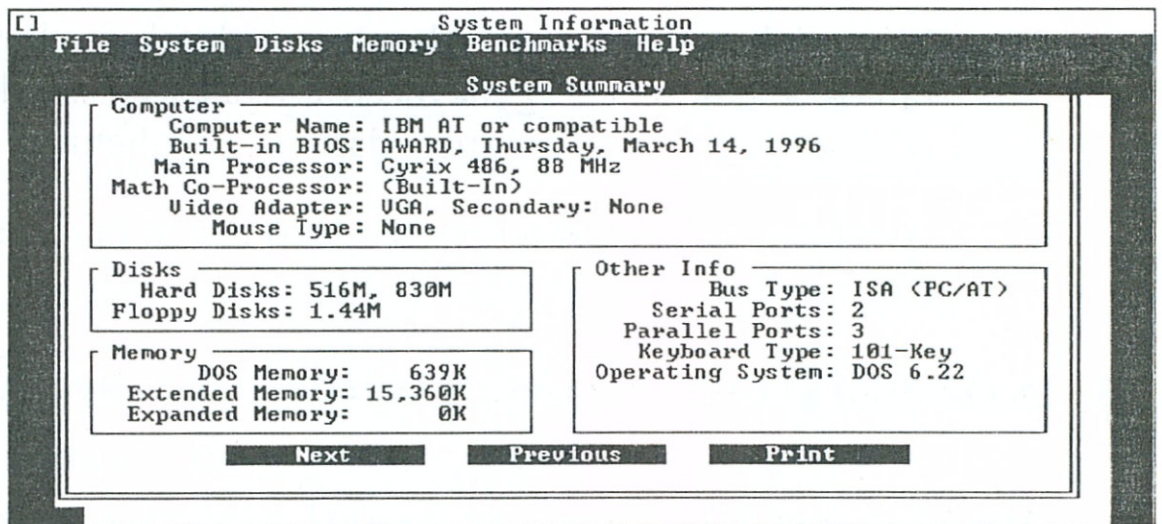 [] System Information
File System Disks Memory Benchmarks Help
System Summary
Computer
Computer Name: IBM AT or compatible
Built-in BIOS: AWARD, Thursday, March 14, 1996
Main Processor: Cyrix 486, 88 MHz
Math Co-Processor: (Built-In)
Video Adapter: VGA, Secondary: None
Mouse Type: None
Disks
Hard Disks: 516M, 830M
Floppy Disks: 1.44M
Memory
DOS Memory: 639K
Extended Memory: 15,360K
Expanded Memory: 0K
Other Info
Bus Type: ISA (PC/AT)
Serial Ports: 2
Parallel Ports: 3
Keyboard Type: 101-Key
Operating System: DOS 6.22
Next Previous Print